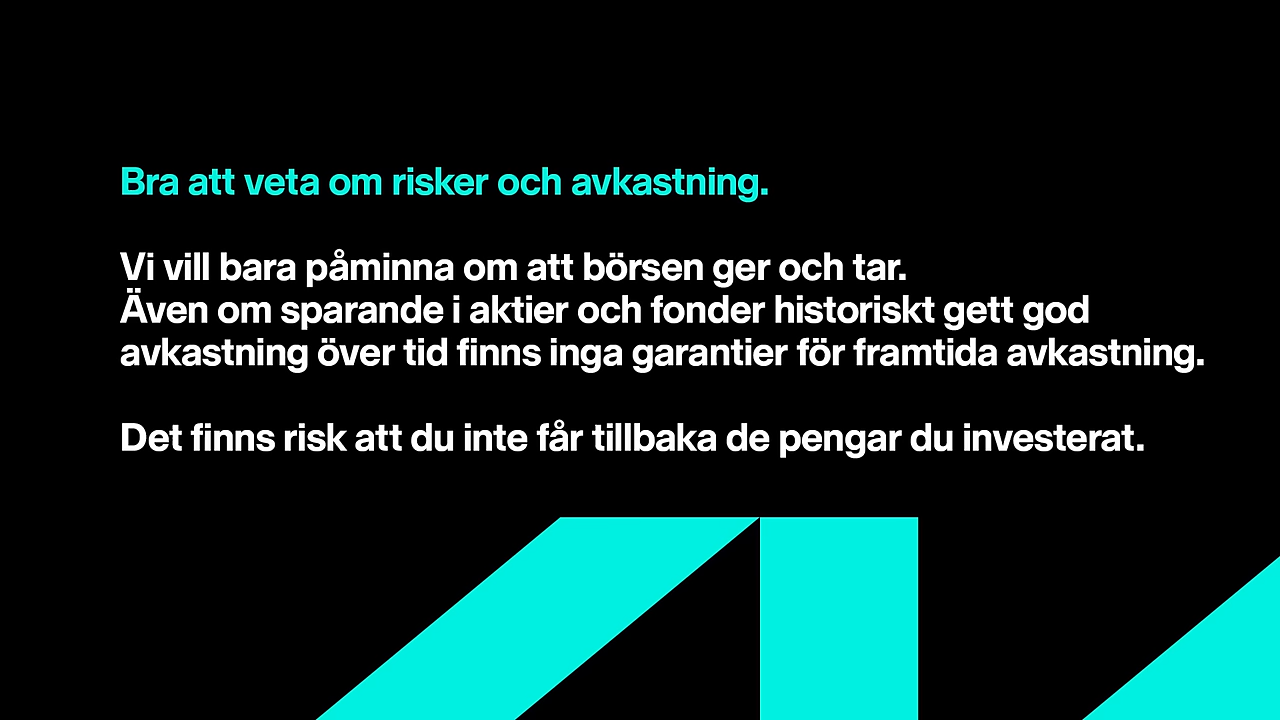 Bra att veta om risker och avkastning.
Vi vill bara påminna om att börsen ger och tar.
Även om sparande i aktier och fonder historiskt gett god
avkastning över tid finns inga garantier för framtida avkastning.
Det finns risk att du inte får tillbaka de pengar du investerat.